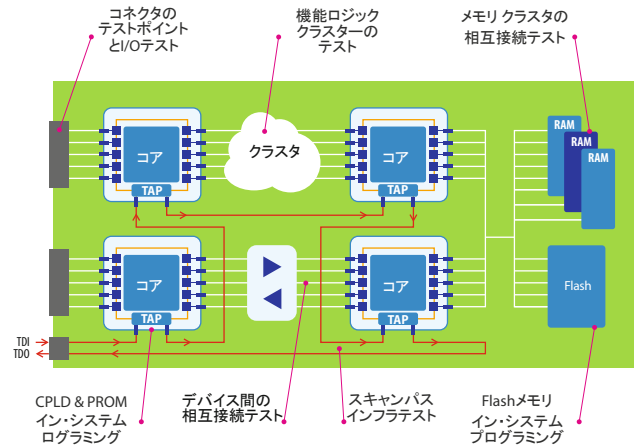 コネクタの
テストポイント
とI/Oテスト
機能ロジック
クラスターの
テスト
メモリ クラスタの
相互接続テスト
コア
TAP
クラスタ
コア
TAP
RAM
RAM
RAM
コア
TAP
コア
TAP
Flash
TDI
TDO
CPLD & PROM
イン・システム
ログラミング
デバイス間の
相互接続テスト
スキャンパス
インフラテスト
Flashメモリ
イン・システム
プログラミング